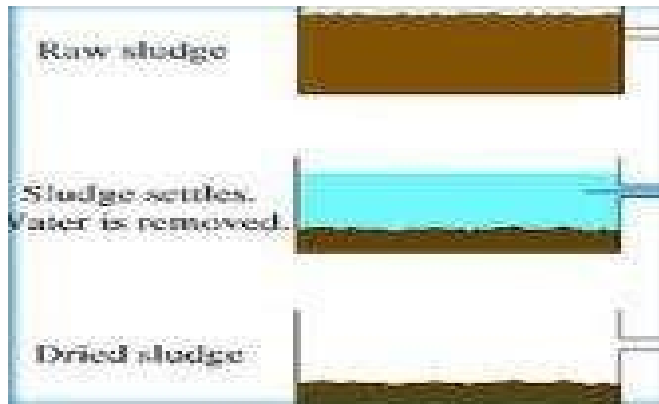 Raw sludge
Sludge settles.
Water is removed.
Dried sludge